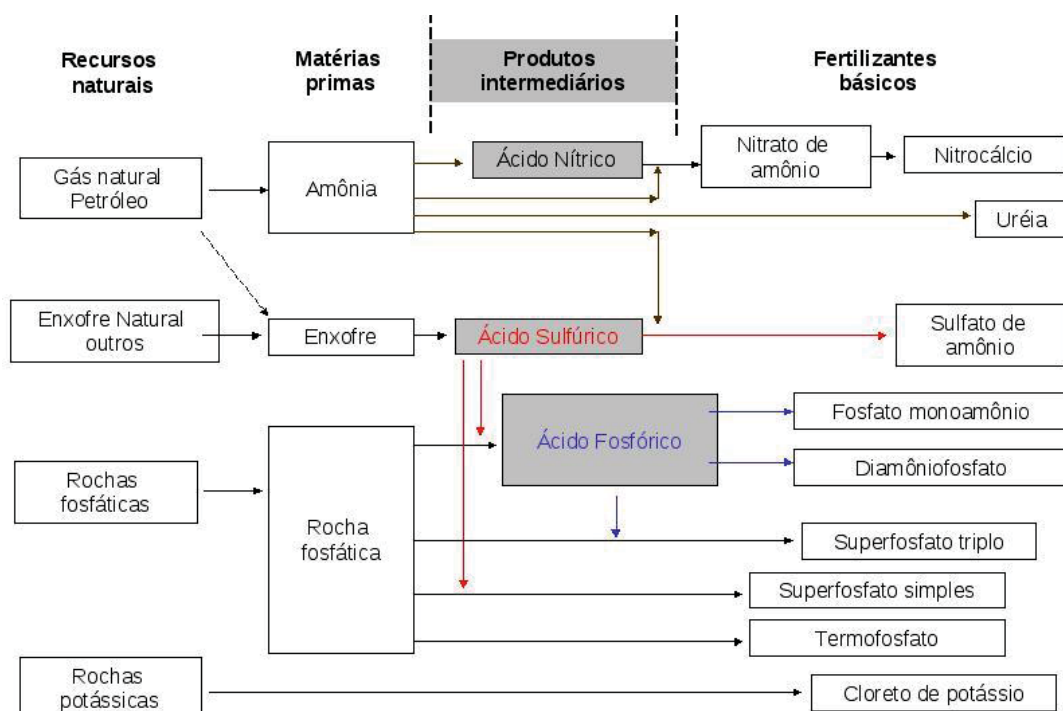 Recursos
naturais
Matérias
primas
Produtos
intermediários
Fertilizantes
básicos
Gás natural
Petróleo
Amônia
Ácido Nítrico
Nitrato de
amônio
Nitrocálcio
Uréia
Enxofre Natural
outros
Enxofre
Ácido Sulfúrico
Sulfato de
amônio
Rochas
fosfáticas
Rocha
fosfática
Ácido Fosfórico
Fosfato monoamônio
Diamôniofosfato
Superfosfato triplo
Superfosfato simples
Termofosfato
Rochas
potássicas
Cloreto de potássio